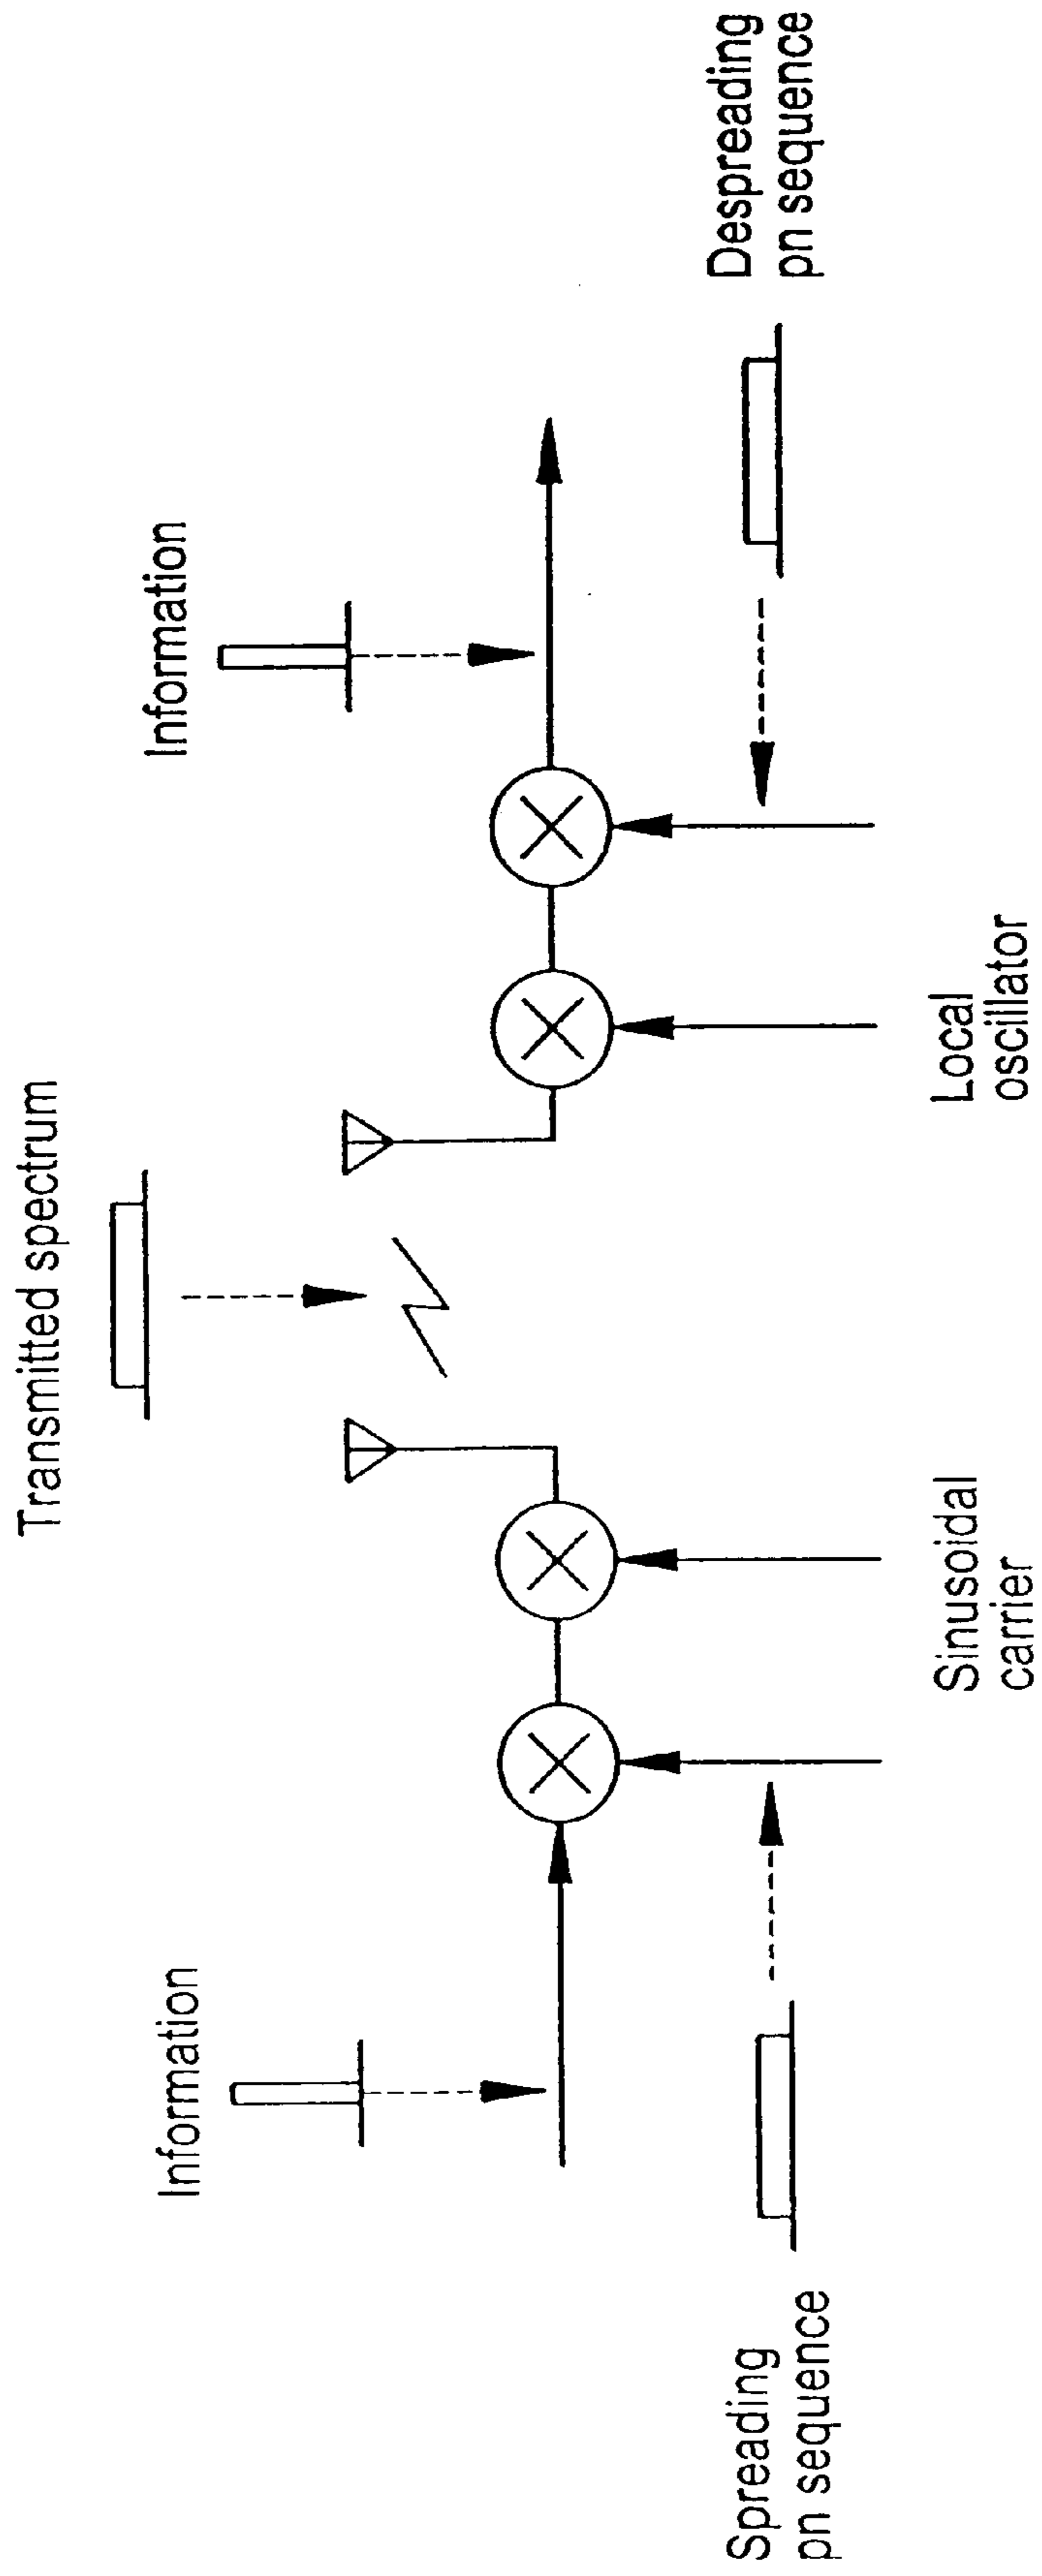 Transmitted spectrum
Information
Information
Spreading
pn sequence
Sinusoidal
carrier
Local
oscillator
Despreading
pn sequence